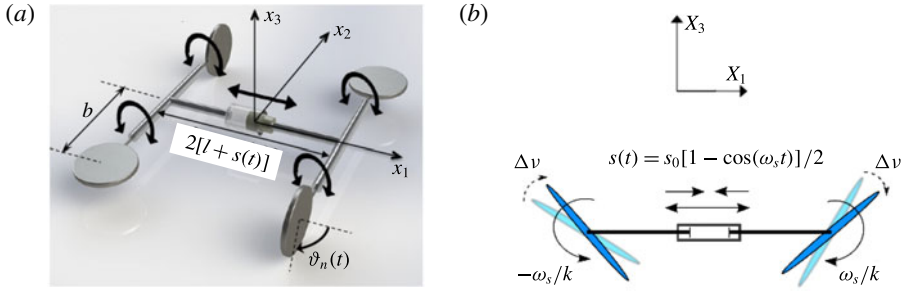 (a)
x₃
x₂
b
2[l + s(t)]
x₁
ϑₙ(t)
(b)
X₃
X₁
Δν
s(t) = s₀[1 − cos(ωₛt)]/2
Δν
−ωₛ/k
ωₛ/k